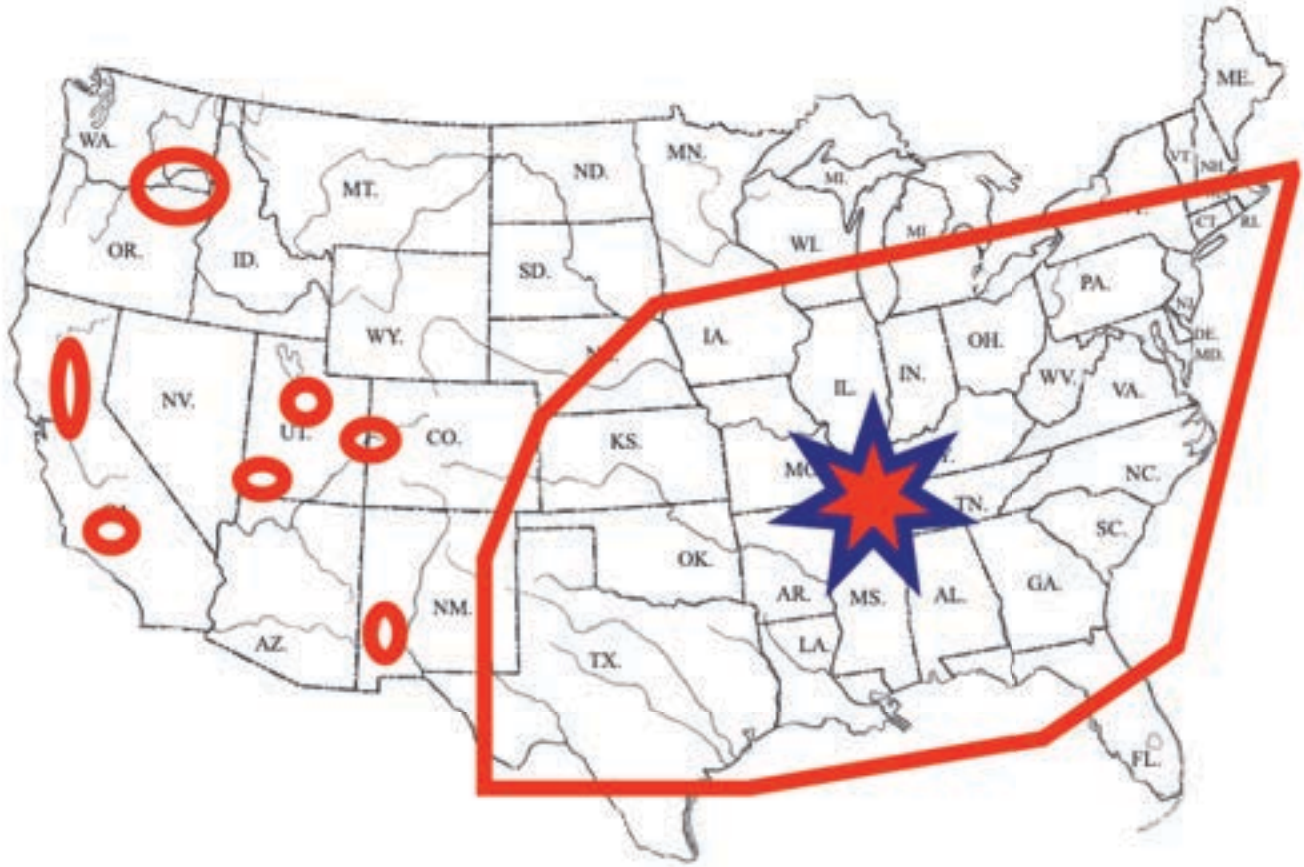 ME.
WA.
MN.
VT.
NH.
ND.
MT.
MI.
CT.
RI.
MI.
WI.
OR.
ID.
SD.
PA.
NJ.
WY.
IA.
OH.
DE.
MD.
IN.
WV.
VA.
IL.
NV.
UT.
CO.
KS.
MO.
NC.
TN.
SC.
OK.
GA.
AR.
MS.
AL.
NM.
AZ.
LA.
TX.
FL.